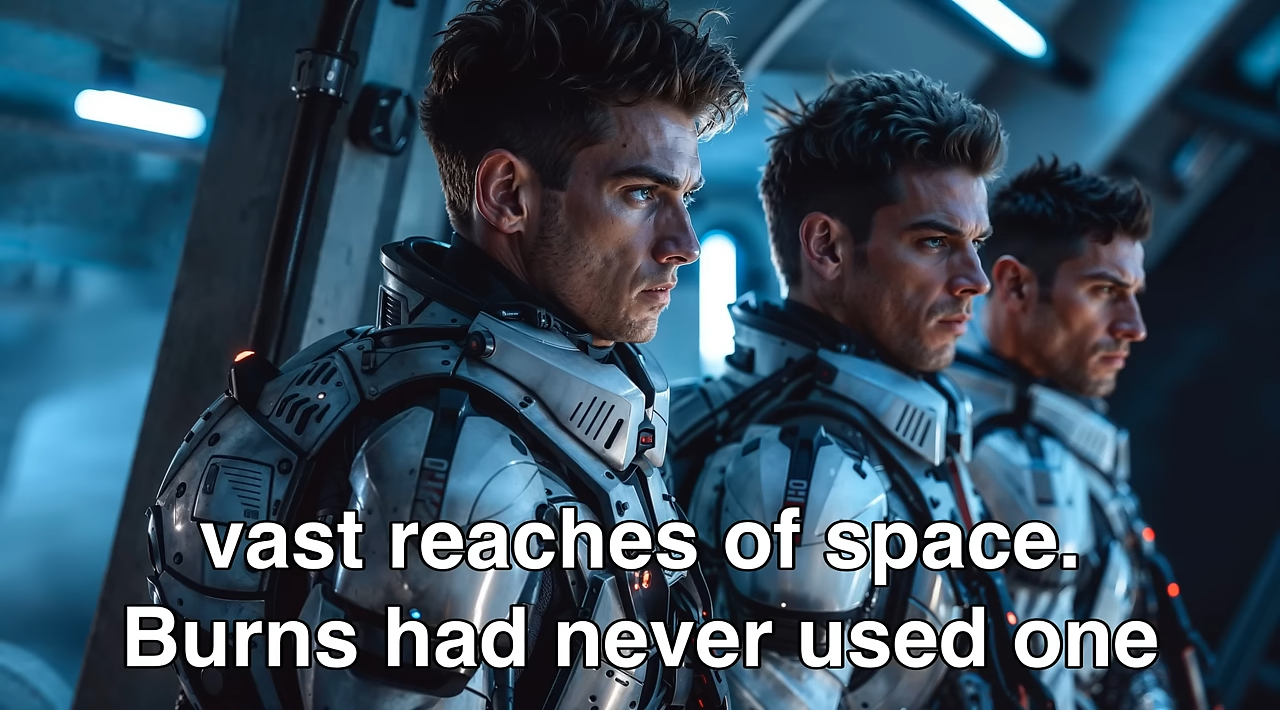 vast reaches of space.
Burns had never used one